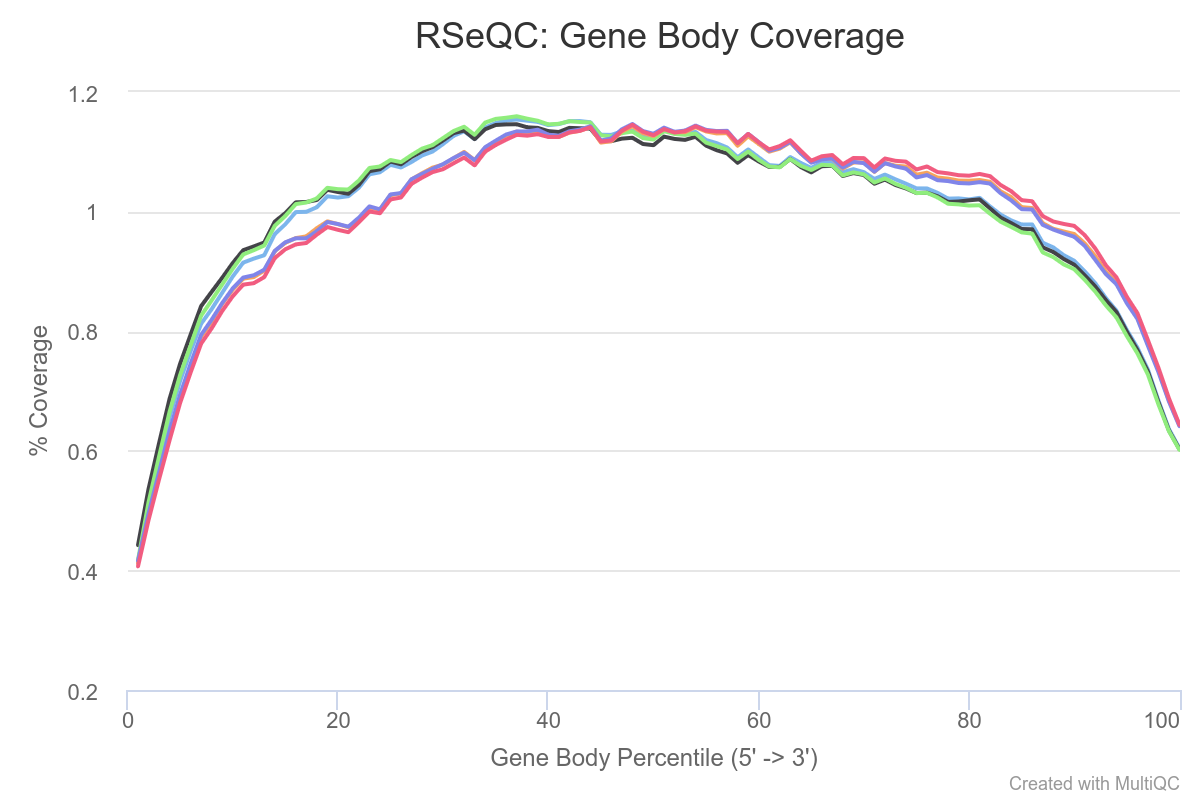 RSeQC: Gene Body Coverage
1.2
1
0.8
0.6
0.4
0.2
% Coverage
0 20 40 60 80 100
Gene Body Percentile (5' -> 3')
Created with MultiQC